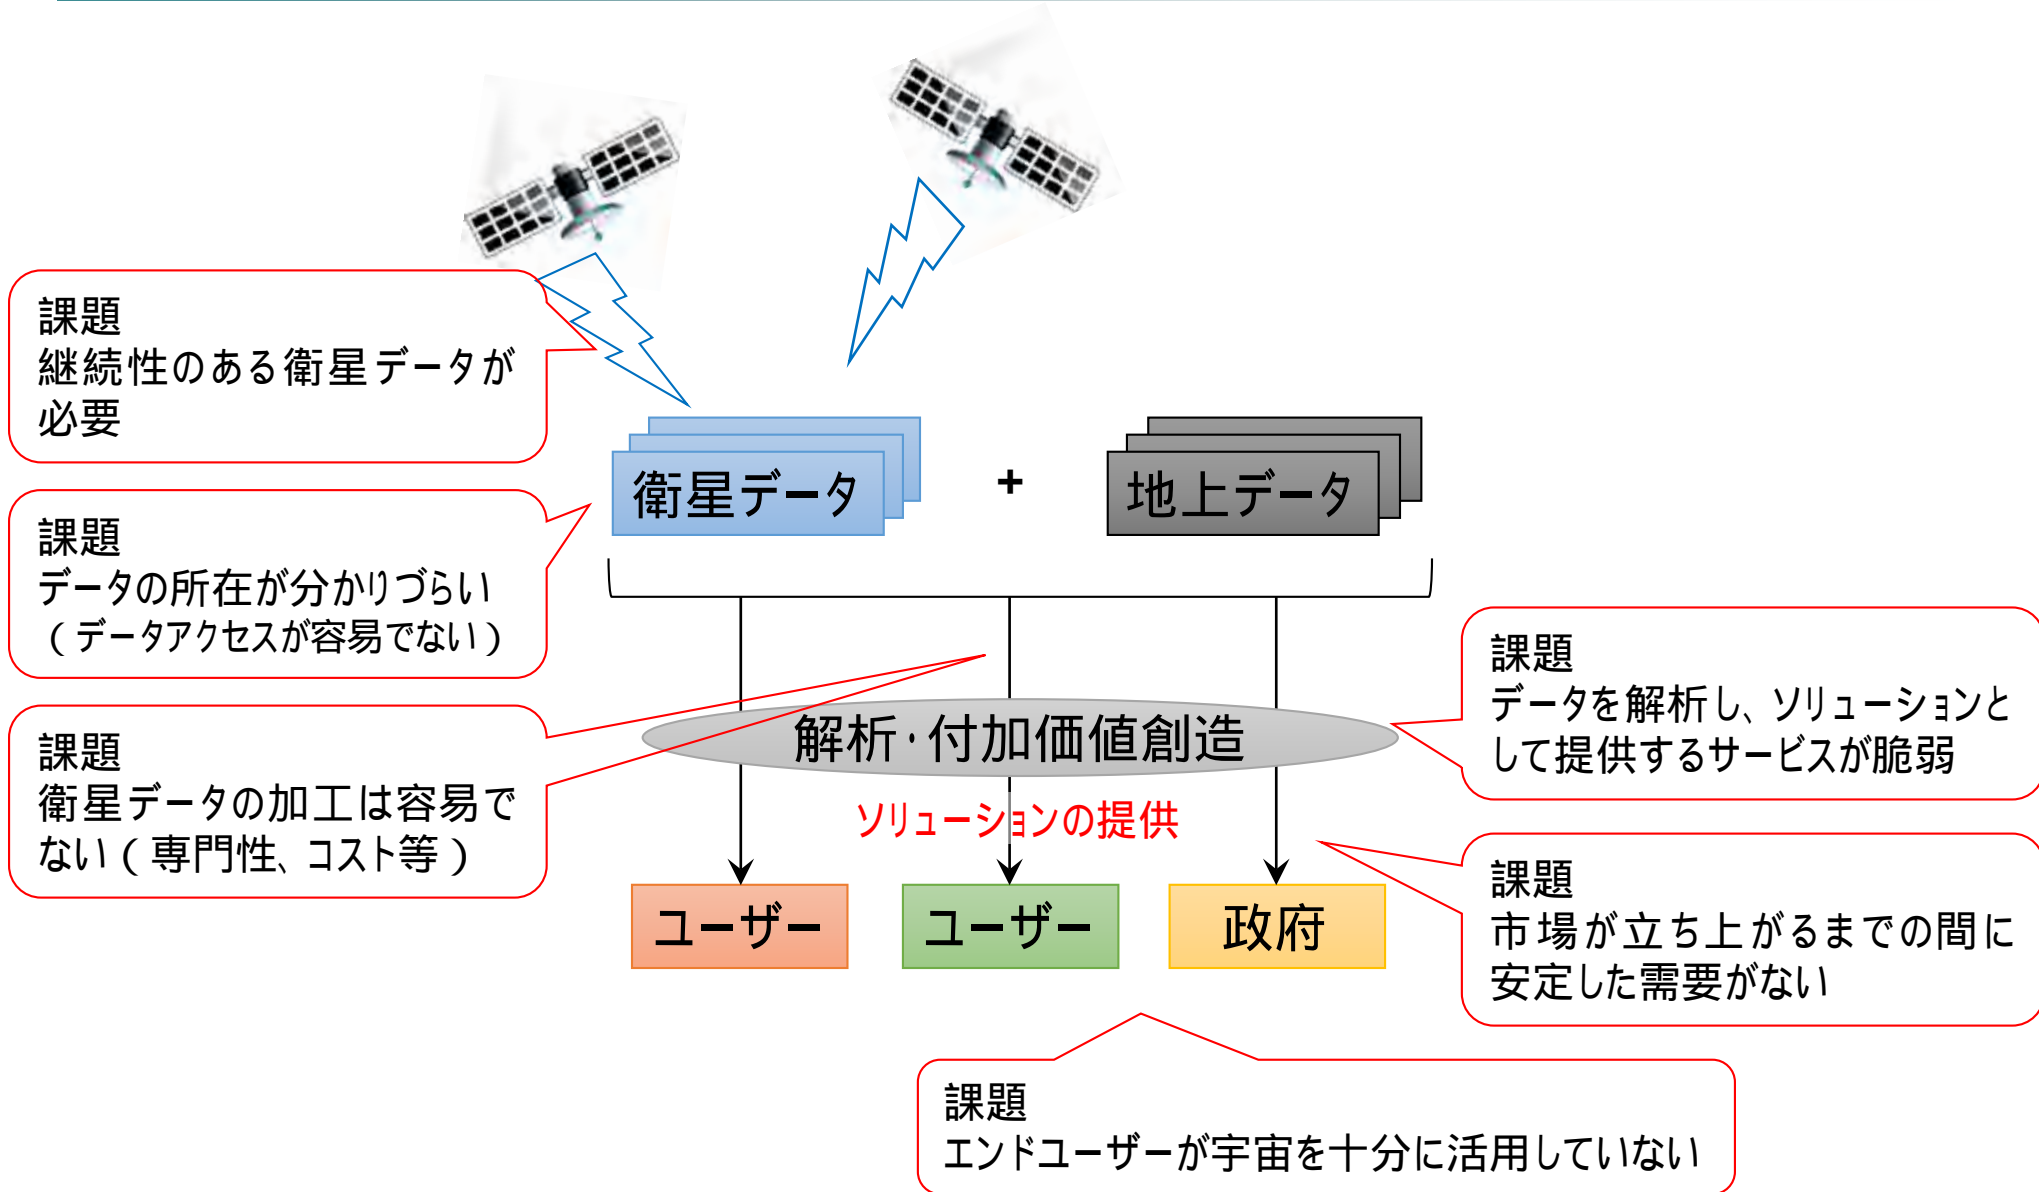 課題
継続性のある衛星データが
必要
衛星データ
+
地上データ
課題
データの所在が分かりづらい
（データアクセスが容易でない）
課題
衛星データの加工は容易で
ない（専門性、コスト等）
解析・付加価値創造
課題
データを解析し、ソリューションと
して提供するサービスが脆弱
ソリューションの提供
ユーザー
ユーザー
政府
課題
市場が立ち上がるまでの間に
安定した需要がない
課題
エンドユーザーが宇宙を十分に活用していない